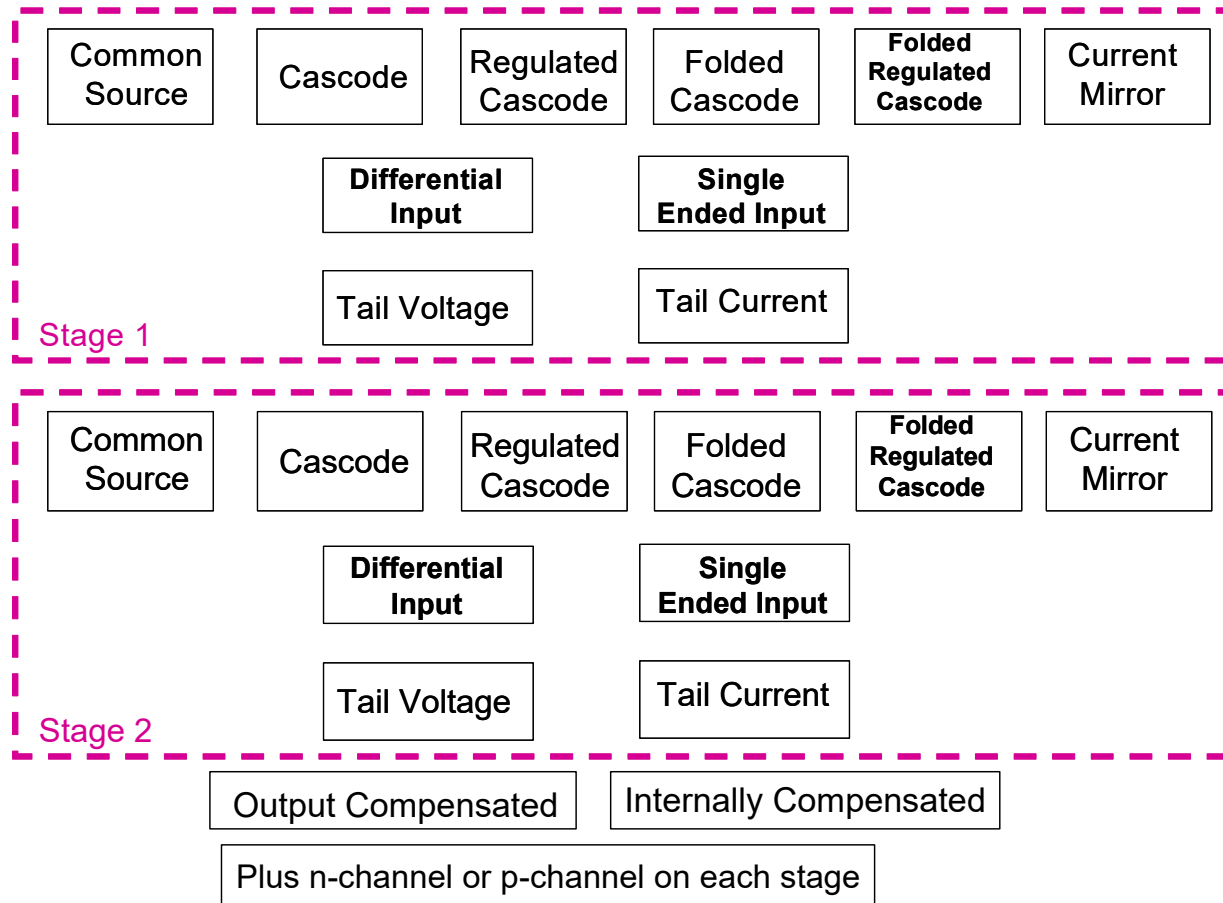 Common
Source
Cascode
Regulated
Cascode
Folded
Cascode
Folded
Regulated
Cascode
Current
Mirror
Differential
Input
Single
Ended Input
Tail Voltage
Tail Current
Stage 1
Common
Source
Cascode
Regulated
Cascode
Folded
Cascode
Folded
Regulated
Cascode
Current
Mirror
Differential
Input
Single
Ended Input
Tail Voltage
Tail Current
Stage 2
Output Compensated
Internally Compensated
Plus n-channel or p-channel on each stage